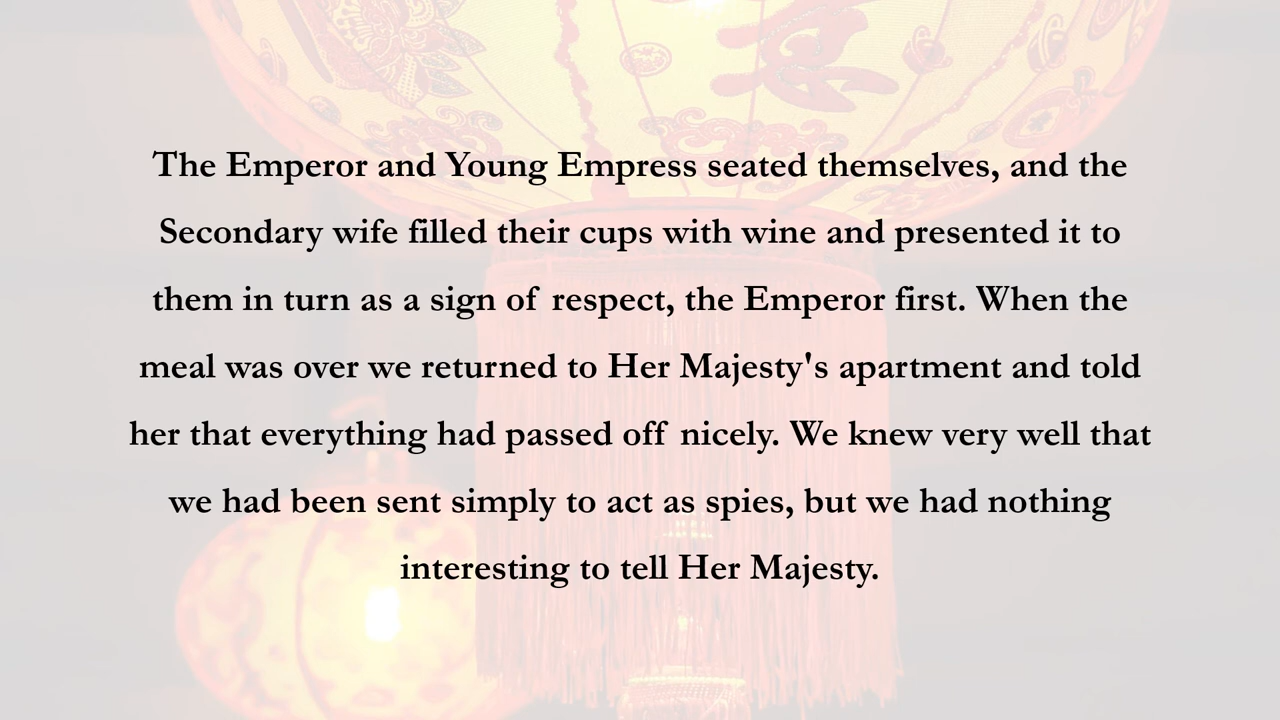 The Emperor and Young Empress seated themselves, and the
Secondary wife filled their cups with wine and presented it to
them in turn as a sign of respect, the Emperor first. When the
meal was over we returned to Her Majesty's apartment and told
her that everything had passed off nicely. We knew very well that
we had been sent simply to act as spies, but we had nothing
interesting to tell Her Majesty.